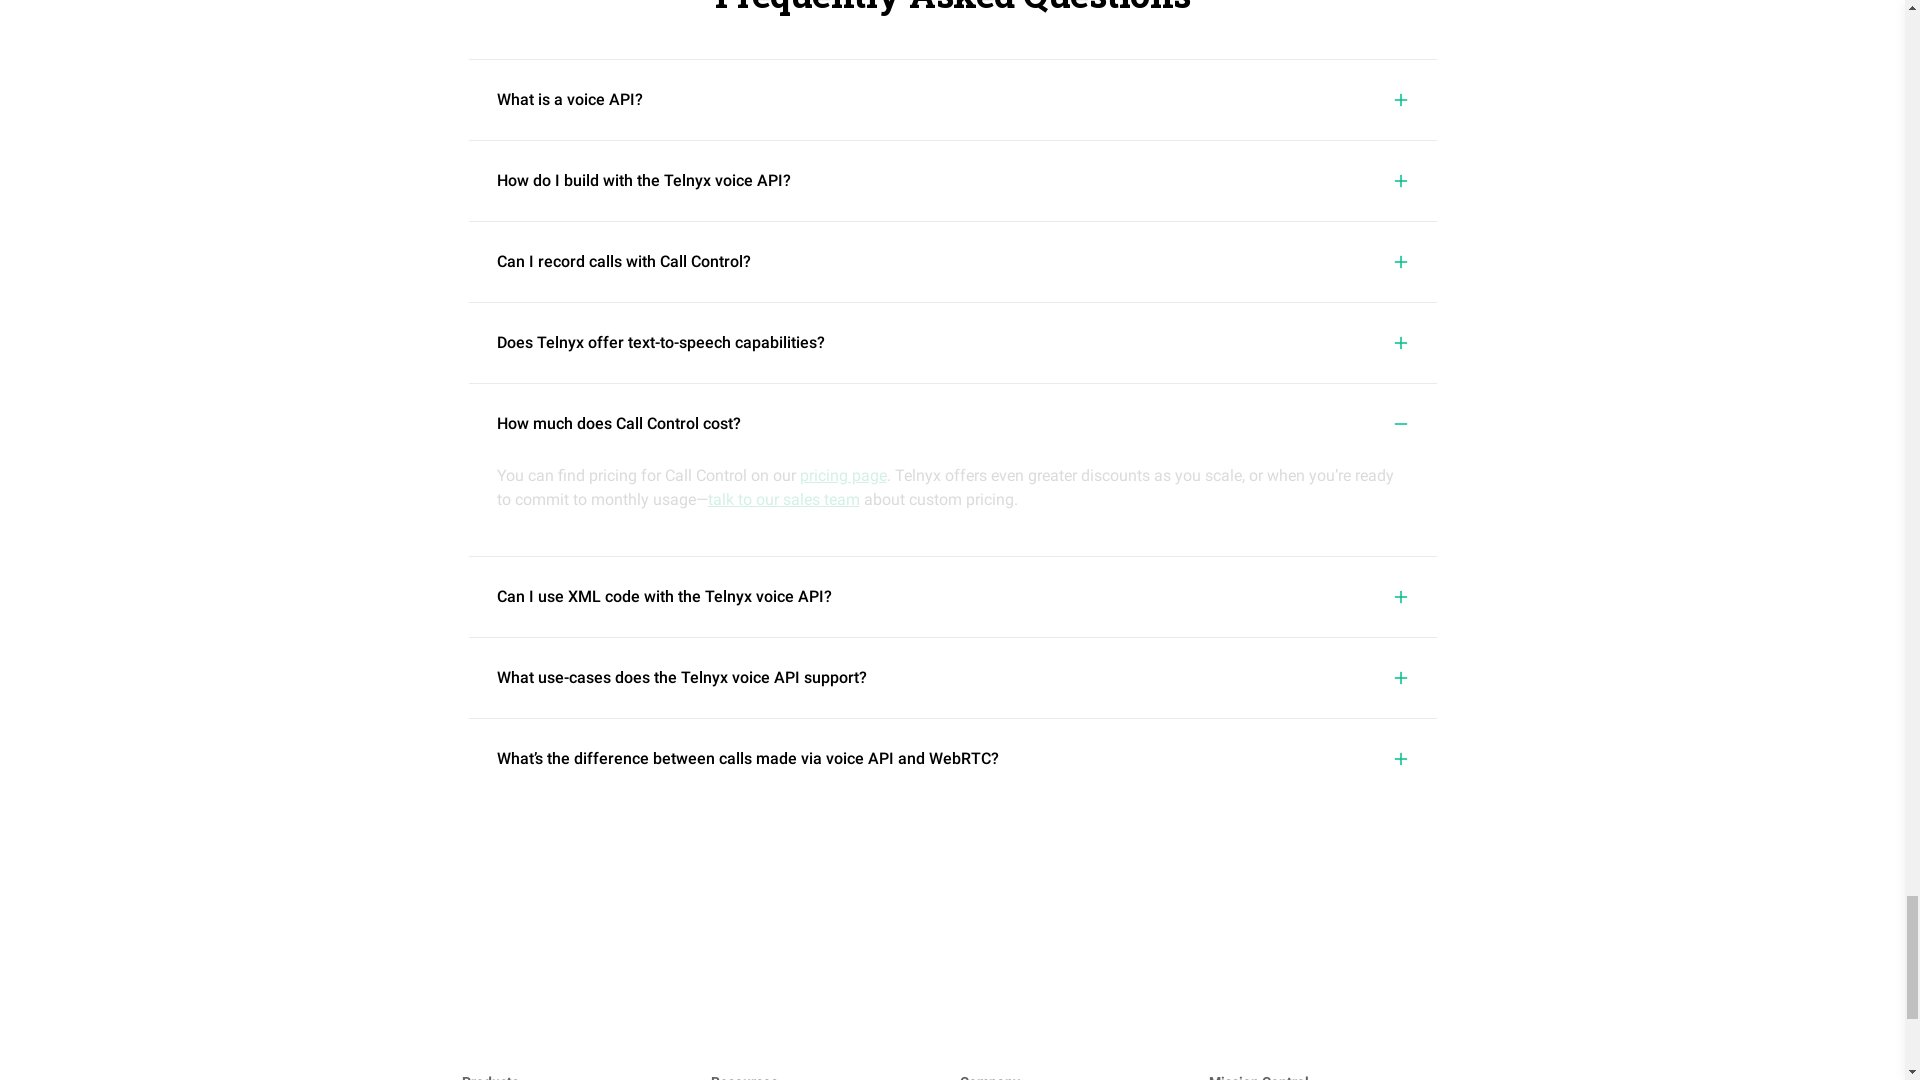 Frequently Asked Questions
What is a voice API?
How do I build with the Telnyx voice API?
Can I record calls with Call Control?
Does Telnyx offer text-to-speech capabilities?
How much does Call Control cost?
You can find pricing for Call Control on our pricing page. Telnyx offers even greater discounts as you scale, or when you’re ready
to commit to monthly usage—talk to our sales team about custom pricing.
Can I use XML code with the Telnyx voice API?
What use-cases does the Telnyx voice API support?
What’s the difference between calls made via voice API and WebRTC?
Products Resources Company Mission Control